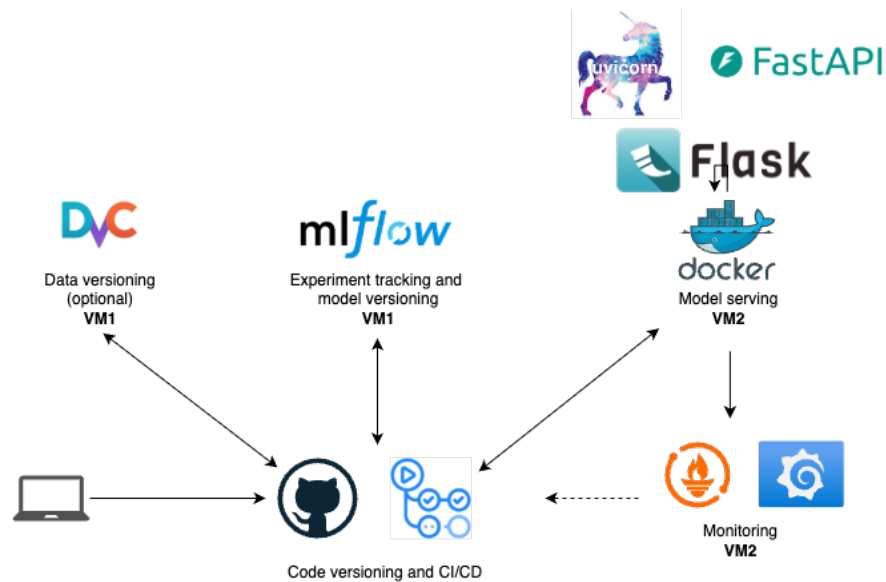 uvicorn
FastAPI
Flask
DVC
mlflow
docker
Data versioning
(optional)
VM1
Experiment tracking and
model versioning
VM1
Model serving
VM2
Monitoring
VM2
Code versioning and CI/CD